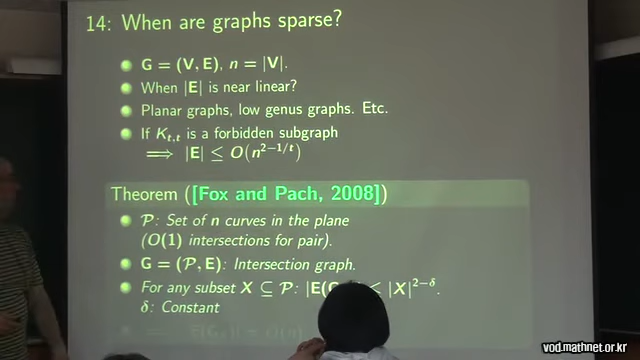 14: When are graphs sparse?
G = (V, E), n = |V|.
When |E| is near linear?
Planar graphs, low genus graphs. Etc.
If K_{t,t} is a forbidden subgraph
⟹ |E| ≤ O(n^{2−1/t})
Theorem ([Fox and Pach, 2008])
𝒫: Set of n curves in the plane
(O(1) intersections for pair).
G = (𝒫, E): Intersection graph.
For any subset X ⊆ 𝒫: |E(G |X|^{2−δ}.
δ: Constant
vod.mathnet.or.kr